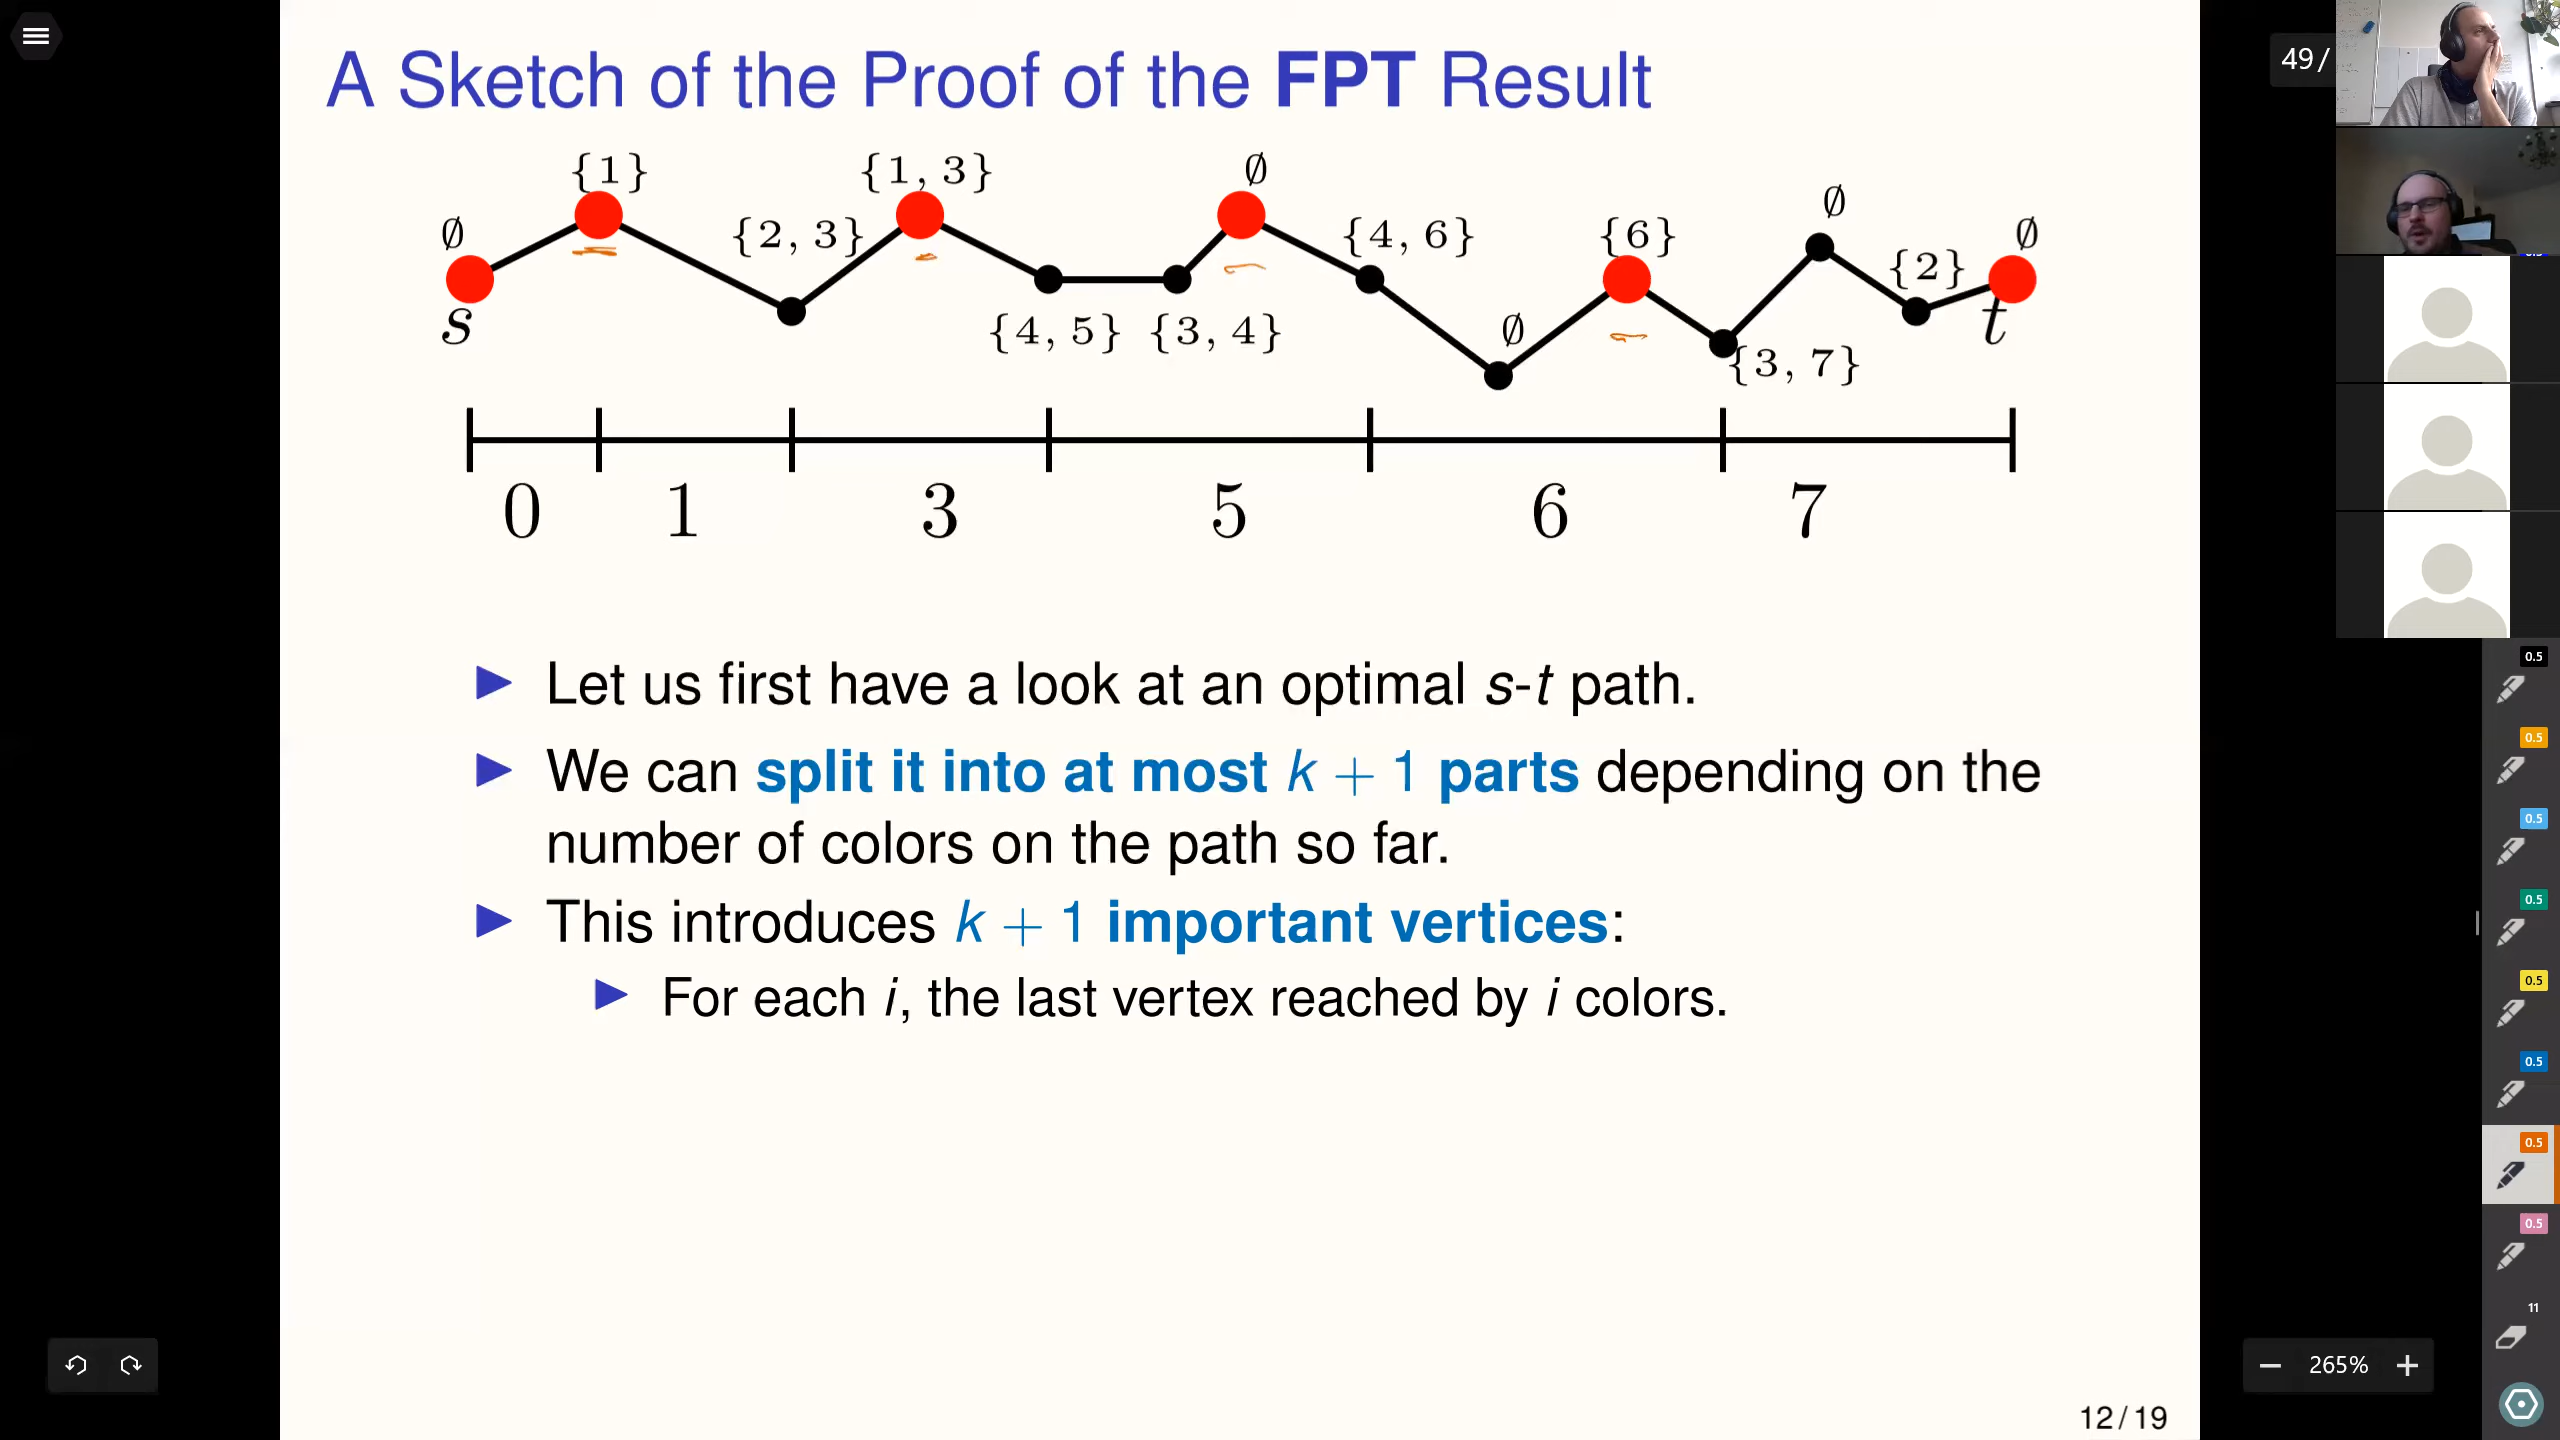 A Sketch of the Proof of the FPT Result
49/
{1} {1, 3} ∅
∅ {2, 3} {4, 6} {6} ∅ {2} ∅
s {4, 5} {3, 4} ∅ {3, 7} t
0 1 3 5 6 7
Let us first have a look at an optimal s-t path.
We can split it into at most k + 1 parts depending on the
number of colors on the path so far.
This introduces k + 1 important vertices:
For each i, the last vertex reached by i colors.
12/19
0.5
0.5
0.5
0.5
0.5
0.5
0.5
0.5
11
− 265% +